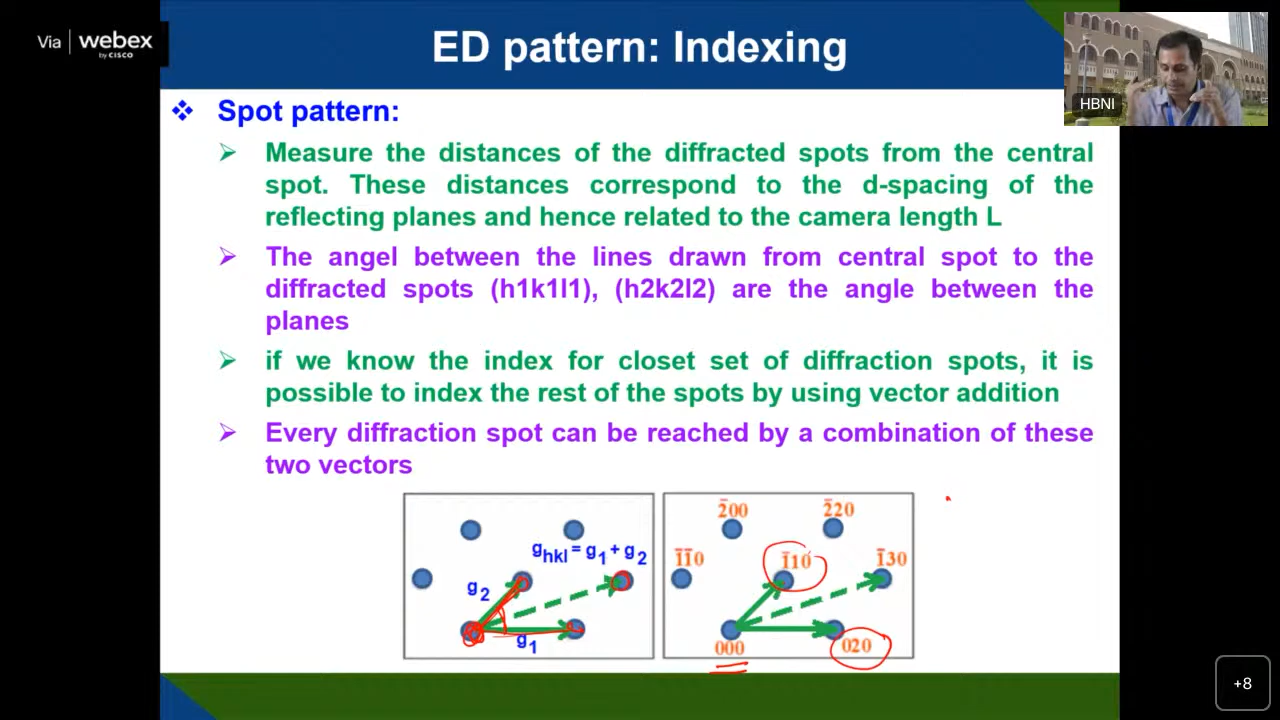 Via | webex
by CISCO
ED pattern: Indexing
HBNI
❖ Spot pattern:
➢ Measure the distances of the diffracted spots from the central
spot. These distances correspond to the d-spacing of the
reflecting planes and hence related to the camera length L
➢ The angel between the lines drawn from central spot to the
diffracted spots (h1k1l1), (h2k2l2) are the angle between the
planes
➢ if we know the index for closet set of diffraction spots, it is
possible to index the rest of the spots by using vector addition
➢ Every diffraction spot can be reached by a combination of these
two vectors
g₂
g₁
g_hkl = g₁ + g₂
2̄00
2̄20
1̄1̄0
1̄10
1̄30
000
020
+8